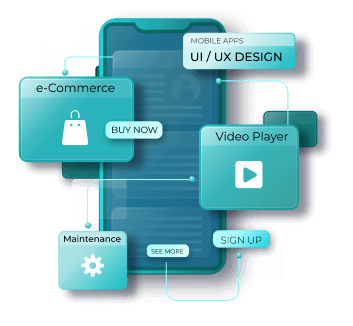 MOBILE APPS
UI / UX DESIGN
e-Commerce
BUY NOW
Video Player
Maintenance
SIGN UP
SEE MORE